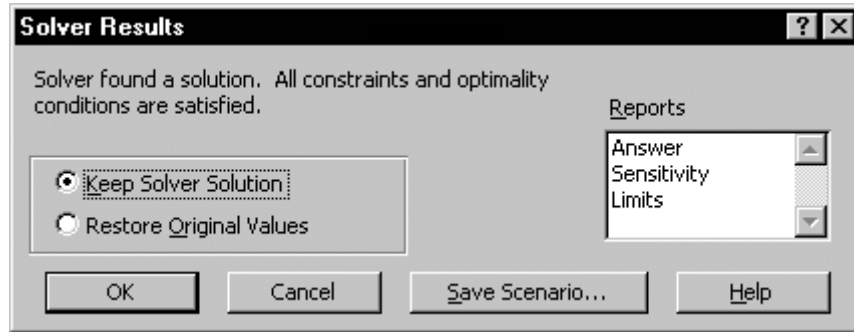 Solver Results
? X
Solver found a solution. All constraints and optimality
conditions are satisfied.
Reports
Answer
Sensitivity
Limits
Keep Solver Solution
Restore Original Values
OK Cancel Save Scenario... Help